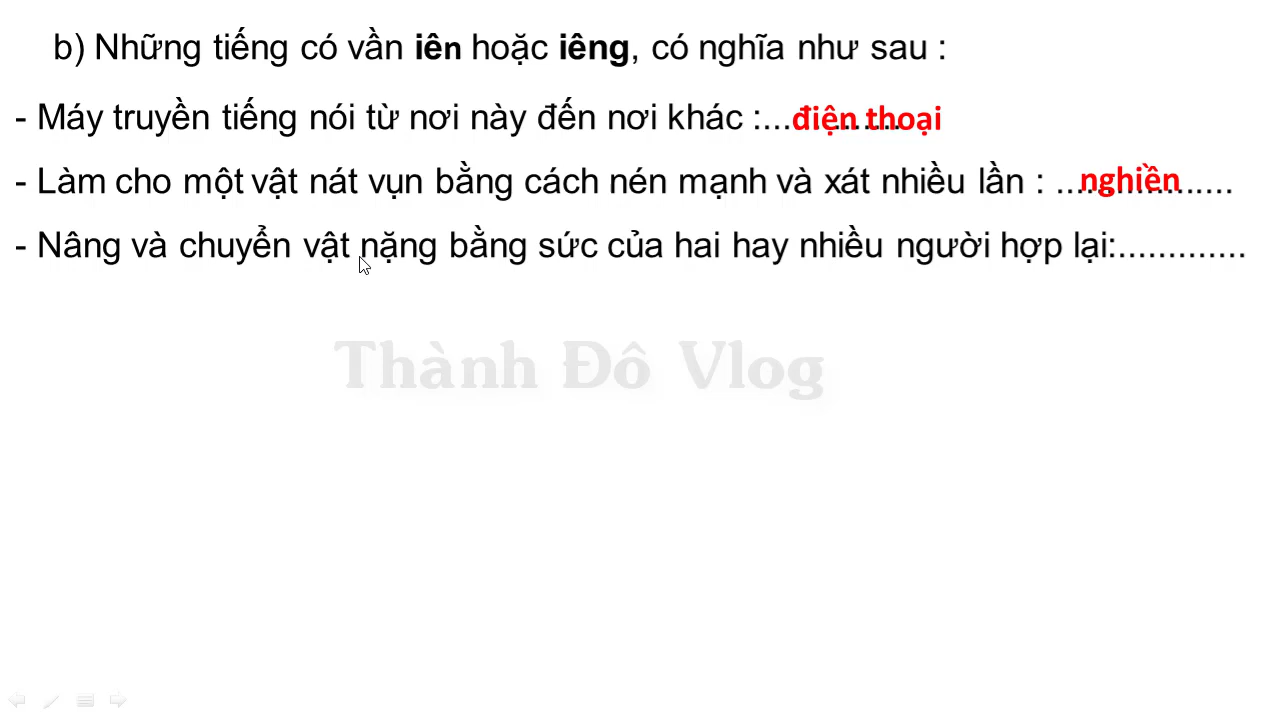 b) Những tiếng có vần iên hoặc iêng, có nghĩa như sau :
- Máy truyền tiếng nói từ nơi này đến nơi khác :... điện thoại
- Làm cho một vật nát vụn bằng cách nén mạnh và xát nhiều lần : ...nghiền.....
- Nâng và chuyển vật nặng bằng sức của hai hay nhiều người hợp lại:.............
Thành Đô Vlog